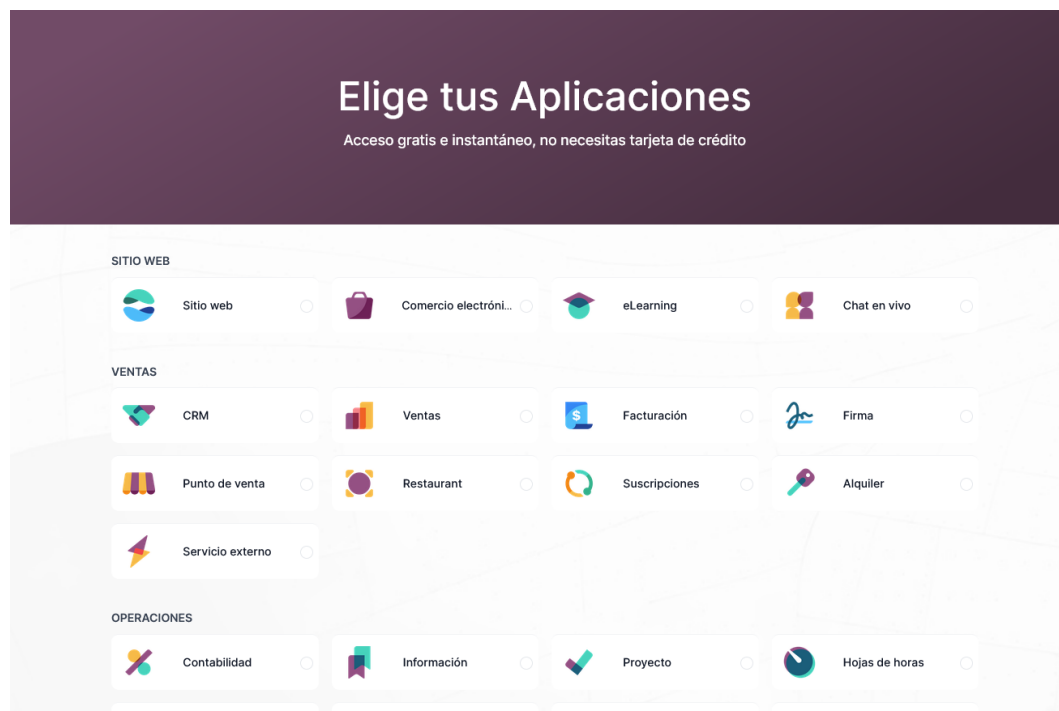 Elige tus Aplicaciones
Acceso gratis e instantáneo, no necesitas tarjeta de crédito
SITIO WEB
Sitio web
Comercio electróni...
eLearning
Chat en vivo
VENTAS
CRM
Ventas
$
Facturación
Firma
Punto de venta
Restaurant
Suscripciones
Alquiler
Servicio externo
OPERACIONES
Contabilidad
Información
Proyecto
Hojas de horas